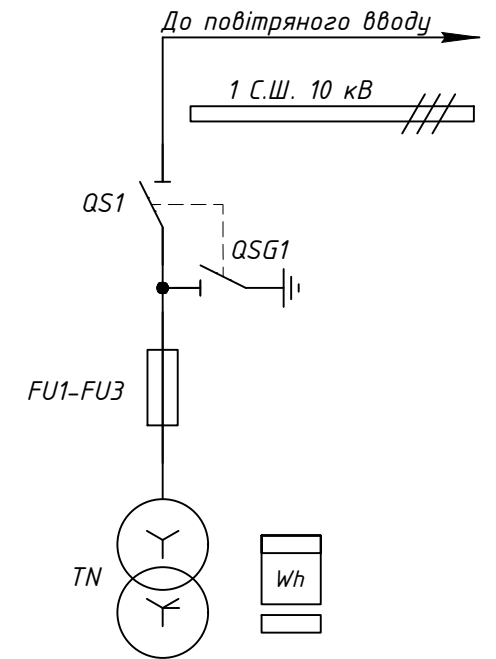 До повітряного вводу
1 С.Ш. 10 кВ
QS1
QSG1
FU1-FU3
TN
Wh